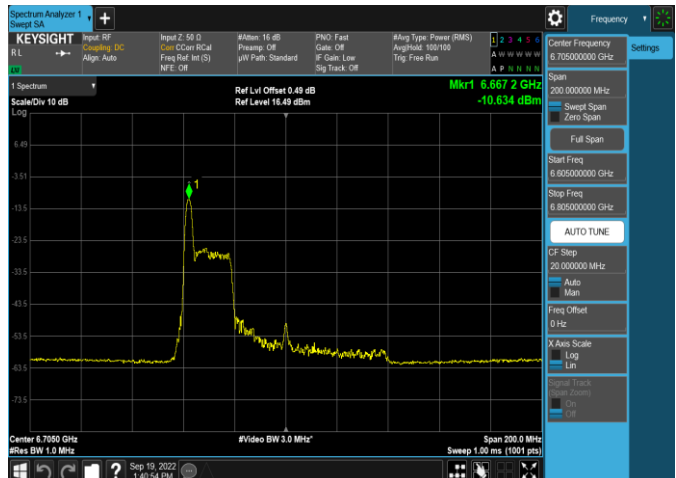 Spectrum Analyzer 1
Swept SA
+
Frequency
KEYSIGHT
RL
LV
Input: RF
Coupling: DC
Align: Auto
Input Z: 50 Ω
Corr CCorr RCal
Freq Ref: Int (S)
NFE: Off
#Atten: 16 dB
Preamp: Off
µW Path: Standard
PNO: Fast
Gate: Off
IF Gain: Low
Sig Track: Off
#Avg Type: Power (RMS)
Avg|Hold: 100/100
Trig: Free Run
1 2 3 4 5 6
A W W W W W
A P N N N N
1 Spectrum
Scale/Div 10 dB
Log
Ref Lvl Offset 0.49 dB
Ref Level 16.49 dBm
Mkr1 6.667 2 GHz
-10.634 dBm
6.49
-3.51
-13.5
-23.5
-33.5
-43.5
-53.5
-63.5
-73.5
1
Center 6.7050 GHz
#Res BW 1.0 MHz
#Video BW 3.0 MHz*
Span 200.0 MHz
Sweep 1.00 ms (1001 pts)
Sep 19, 2022
1:40:54 PM
?
Center Frequency
6.705000000 GHz
Span
200.000000 MHz
Swept Span
Zero Span
Full Span
Start Freq
6.605000000 GHz
Stop Freq
6.805000000 GHz
AUTO TUNE
CF Step
20.000000 MHz
Auto
Man
Freq Offset
0 Hz
X Axis Scale
Log
Lin
Signal Track
(Span Zoom)
On
Off
Settings